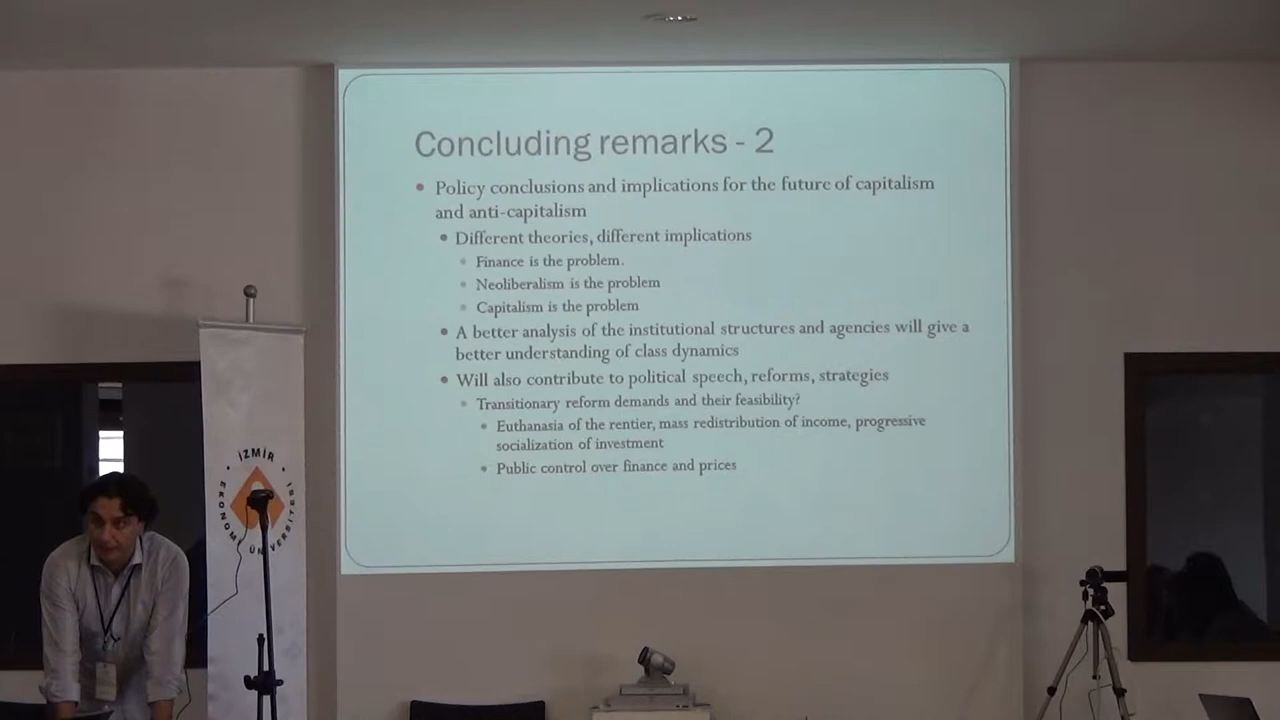 Concluding remarks - 2
• Policy conclusions and implications for the future of capitalism
and anti-capitalism
• Different theories, different implications
• Finance is the problem.
• Neoliberalism is the problem
• Capitalism is the problem
• A better analysis of the institutional structures and agencies will give a
better understanding of class dynamics
• Will also contribute to political speech, reforms, strategies
• Transitionary reform demands and their feasibility?
• Euthanasia of the rentier, mass redistribution of income, progressive
socialization of investment
• Public control over finance and prices
• İZMİR •
EKONOMİ ÜNİVERSİTESİ